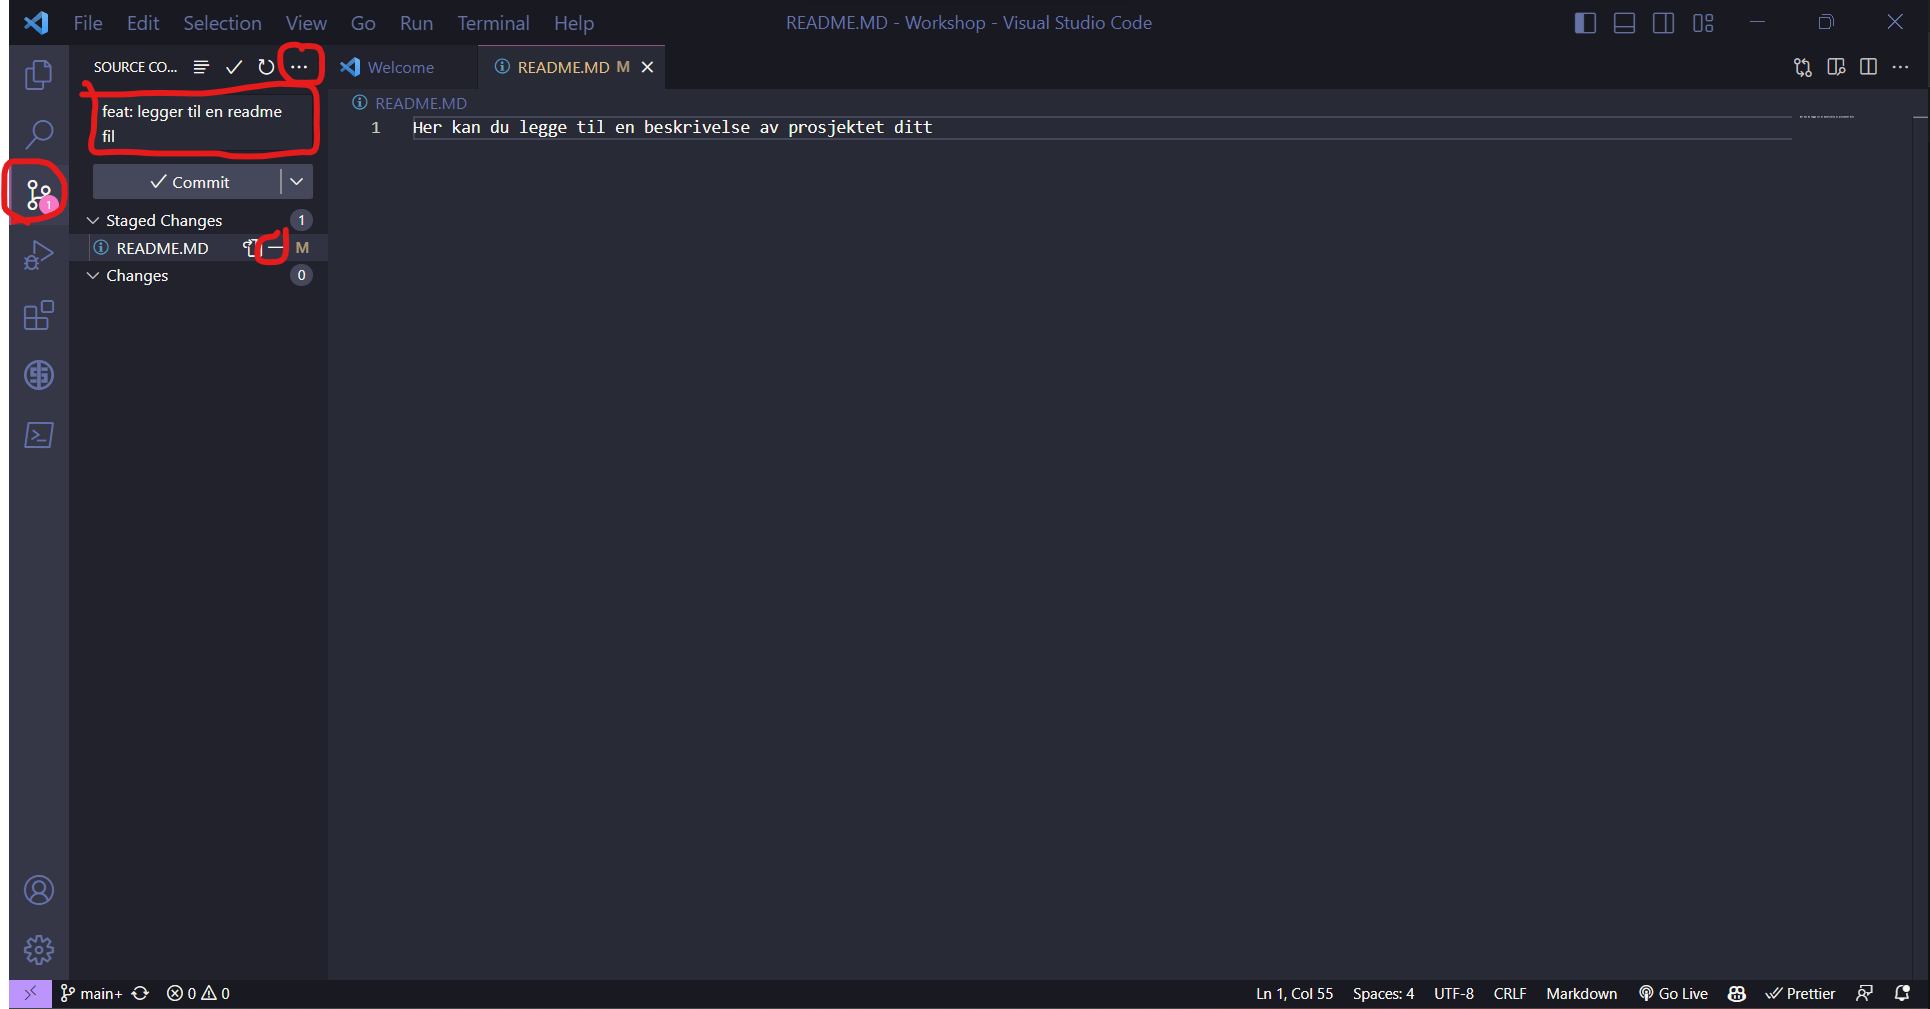 File Edit Selection View Go Run Terminal Help
README.MD - Workshop - Visual Studio Code
SOURCE CO...
Welcome
README.MD M
feat: legger til en readme
fil
README.MD
1 Her kan du legge til en beskrivelse av prosjektet ditt
1
Commit
Staged Changes 1
README.MD M
Changes 0
main+ 0 0
Ln 1, Col 55 Spaces: 4 UTF-8 CRLF Markdown Go Live Prettier